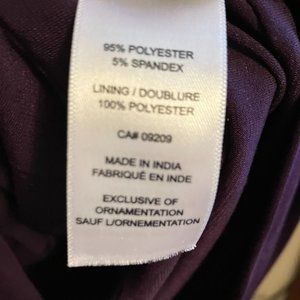 95% POLYESTER
5% SPANDEX
LINING / DOUBLURE
100% POLYESTER
CA# 09209
MADE IN INDIA
FABRIQUÉ EN INDE
EXCLUSIVE OF
ORNAMENTATION
SAUF L/ORNEMENTATION